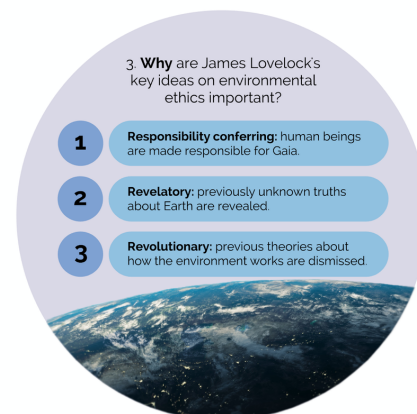 3. Why are James Lovelock's
key ideas on environmental
ethics important?
1
Responsibility conferring: human beings
are made responsible for Gaia.
2
Revelatory: previously unknown truths
about Earth are revealed.
3
Revolutionary: previous theories about
how the environment works are dismissed.